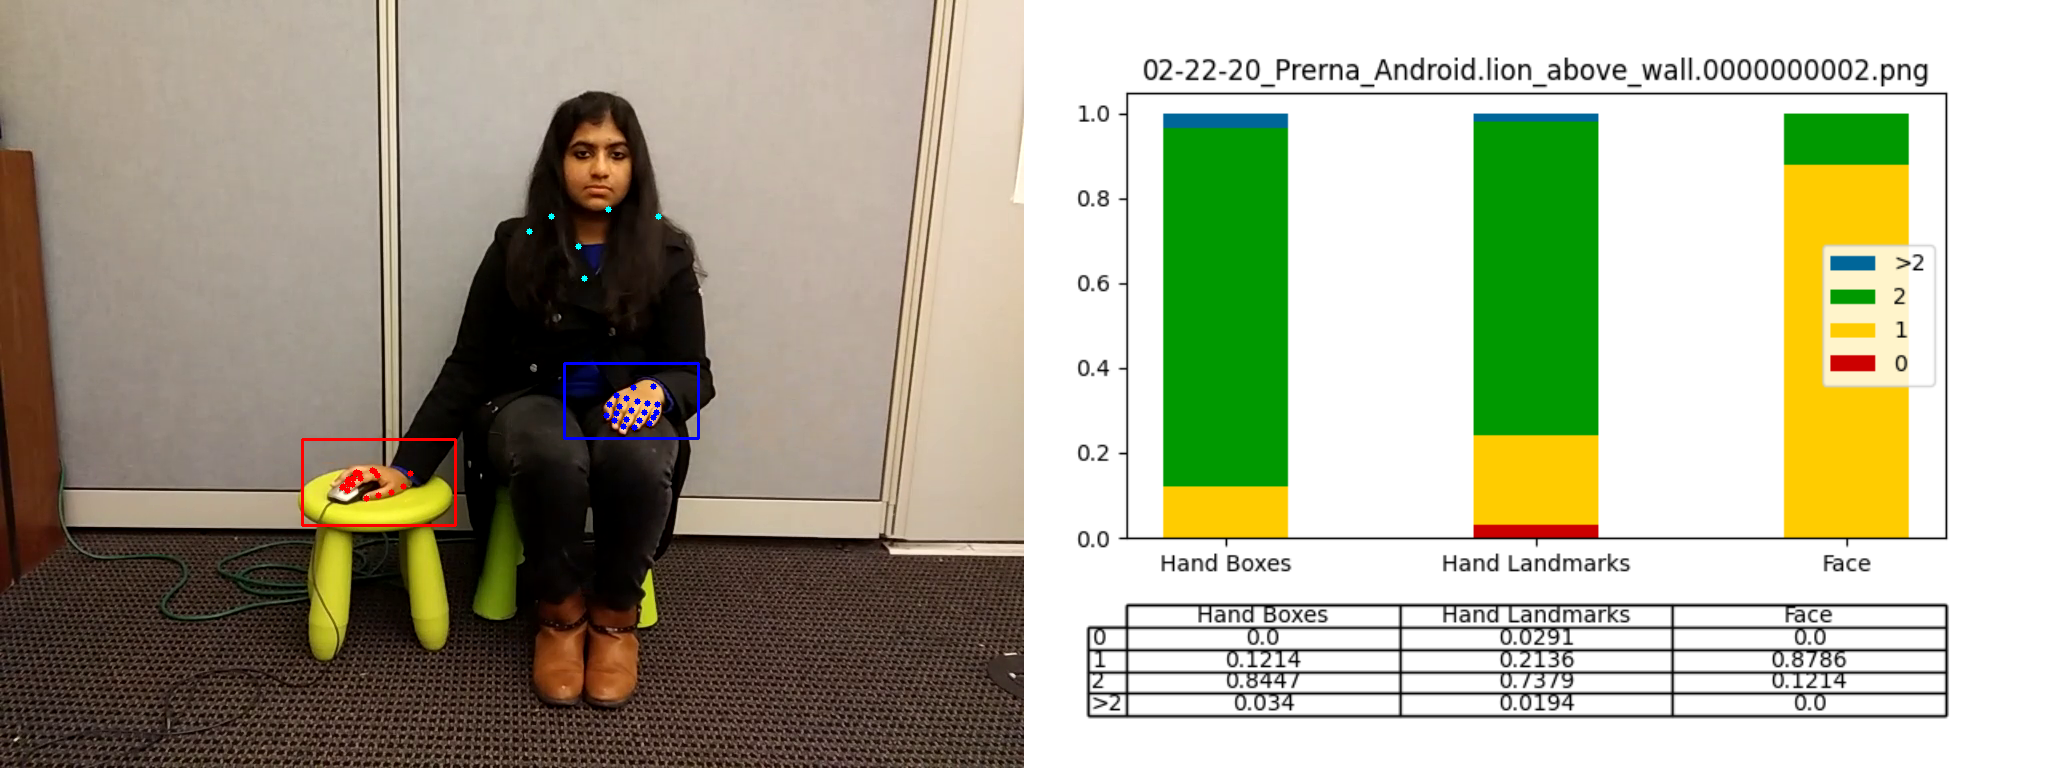 02-22-20_Prerna_Android.lion_above_wall.0000000002.png
1.0
0.8
0.6
0.4
0.2
0.0
>2
2
1
0
Hand Boxes Hand Landmarks Face
Hand Boxes Hand Landmarks Face
0 0.0 0.0291 0.0
1 0.1214 0.2136 0.8786
2 0.8447 0.7379 0.1214
>2 0.034 0.0194 0.0